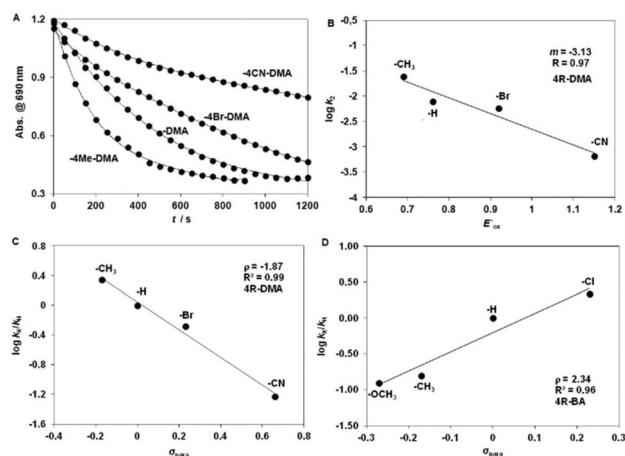 A
1.2
0.9
0.6
0.3
Abs. @ 690 nm
-4CN-DMA
-4Br-DMA
-DMA
-4Me-DMA
0 200 400 600 800 1000 1200
t / s
B
-0.5
-1
-1.5
-2
-2.5
-3
-3.5
-4
log k2
m = -3.13
R = 0.97
4R-DMA
-CH3
-H
-Br
-CN
0.6 0.7 0.8 0.9 1 1.1 1.2
E°ox
C
0.8
0.4
0
-0.4
-0.8
-1.2
-1.6
log kx/kH
ρ = -1.87
R² = 0.99
4R-DMA
-CH3
-H
-Br
-CN
-0.4 -0.2 0 0.2 0.4 0.6 0.8
σpara
D
1.00
0.50
0.00
-0.50
-1.00
-1.50
log kx/kH
-Cl
-H
-OCH3
-CH3
ρ = 2.34
R² = 0.96
4R-BA
-0.3 -0.2 -0.1 0 0.1 0.2 0.3
σpara